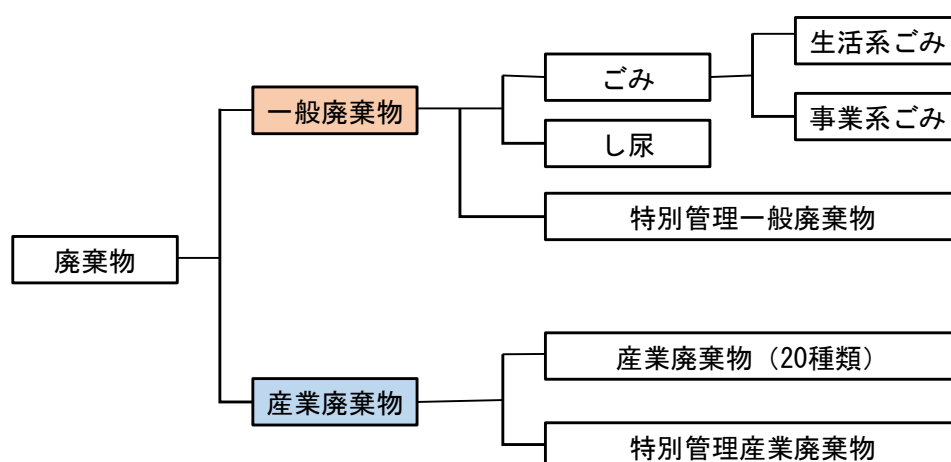 生活系ごみ
ごみ
一般廃棄物
事業系ごみ
し尿
特別管理一般廃棄物
廃棄物
産業廃棄物（20種類）
産業廃棄物
特別管理産業廃棄物